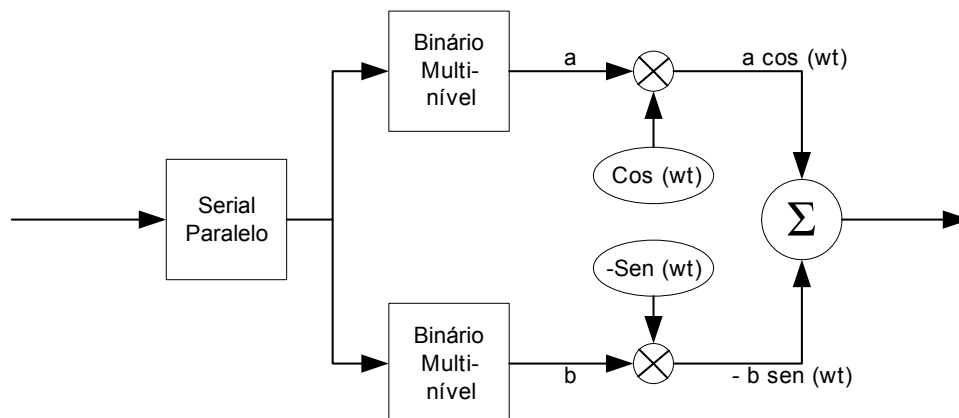 Binário
Multi-
nível
a
a cos (wt)
Cos (wt)
Serial
Paralelo
Σ
-Sen (wt)
Binário
Multi-
nível
b
- b sen (wt)